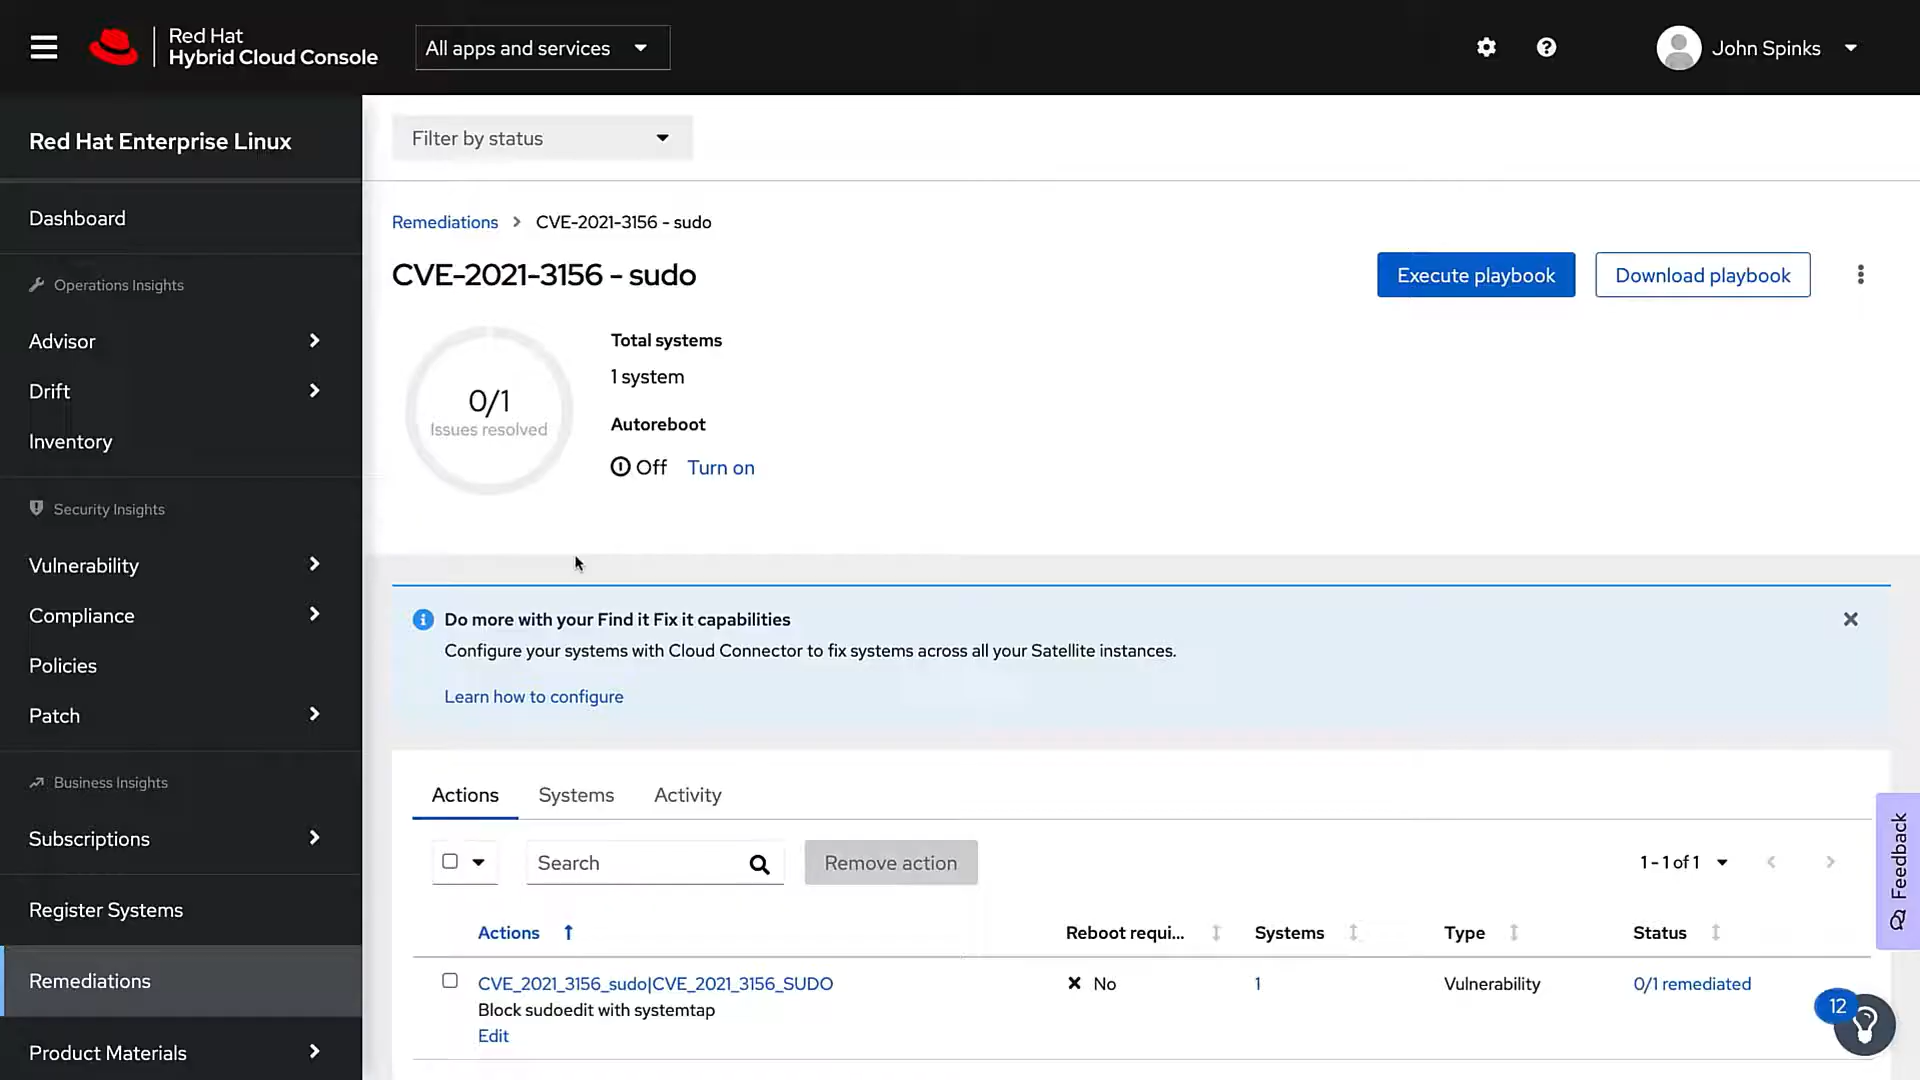 Red Hat
Hybrid Cloud Console
All apps and services
John Spinks
Red Hat Enterprise Linux
Dashboard
Operations Insights
Advisor
Drift
Inventory
Security Insights
Vulnerability
Compliance
Policies
Patch
Business Insights
Subscriptions
Register Systems
Remediations
Product Materials
Filter by status
Remediations > CVE-2021-3156 - sudo
CVE-2021-3156 - sudo
Execute playbook
Download playbook
0/1
Issues resolved
Total systems
1 system
Autoreboot
Off Turn on
Do more with your Find it Fix it capabilities
Configure your systems with Cloud Connector to fix systems across all your Satellite instances.
Learn how to configure
Actions Systems Activity
Search
Remove action
1 - 1 of 1
Actions Reboot requi... Systems Type Status
CVE_2021_3156_sudo|CVE_2021_3156_SUDO No 1 Vulnerability 0/1 remediated
Block sudoedit with systemtap
Edit
Feedback
12